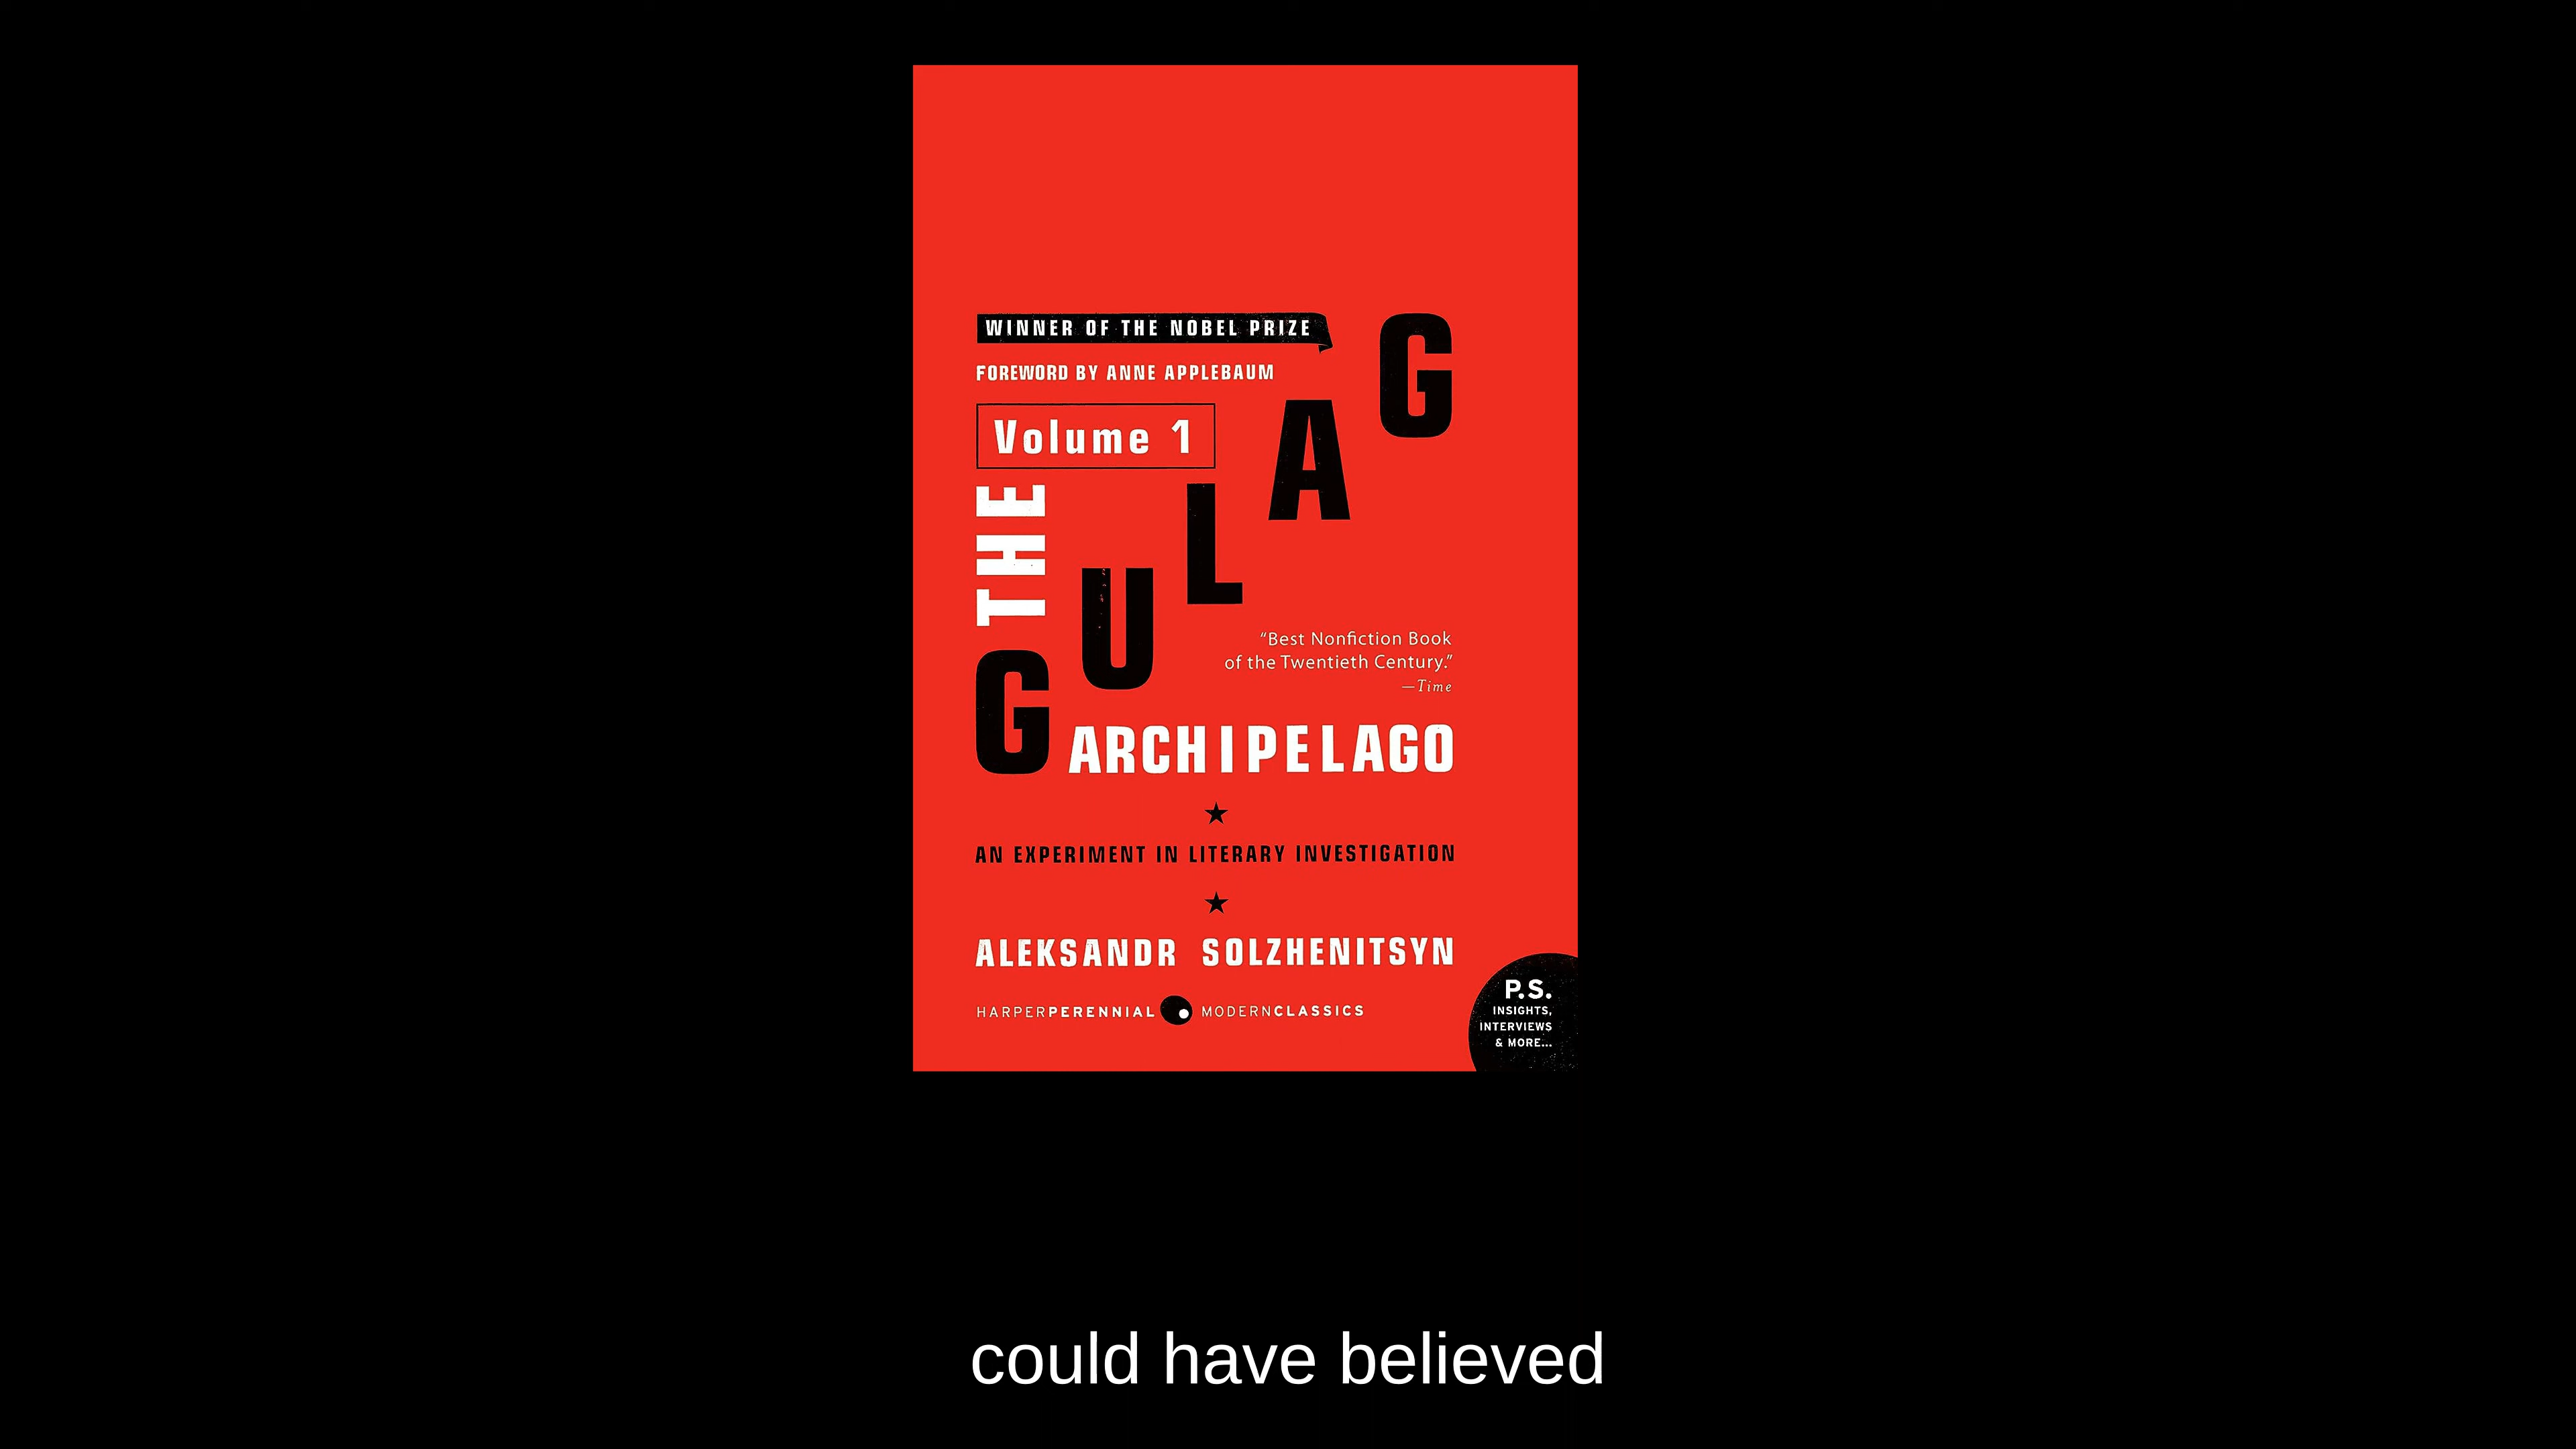 WINNER OF THE NOBEL PRIZE
FOREWORD BY ANNE APPLEBAUM
Volume 1
THE
GULAG
ARCHIPELAGO
“Best Nonfiction Book
of the Twentieth Century.”
—Time
AN EXPERIMENT IN LITERARY INVESTIGATION
ALEKSANDR SOLZHENITSYN
HARPERPERENNIAL MODERNCLASSICS
P.S.
INSIGHTS,
INTERVIEWS
& MORE...
could have believed